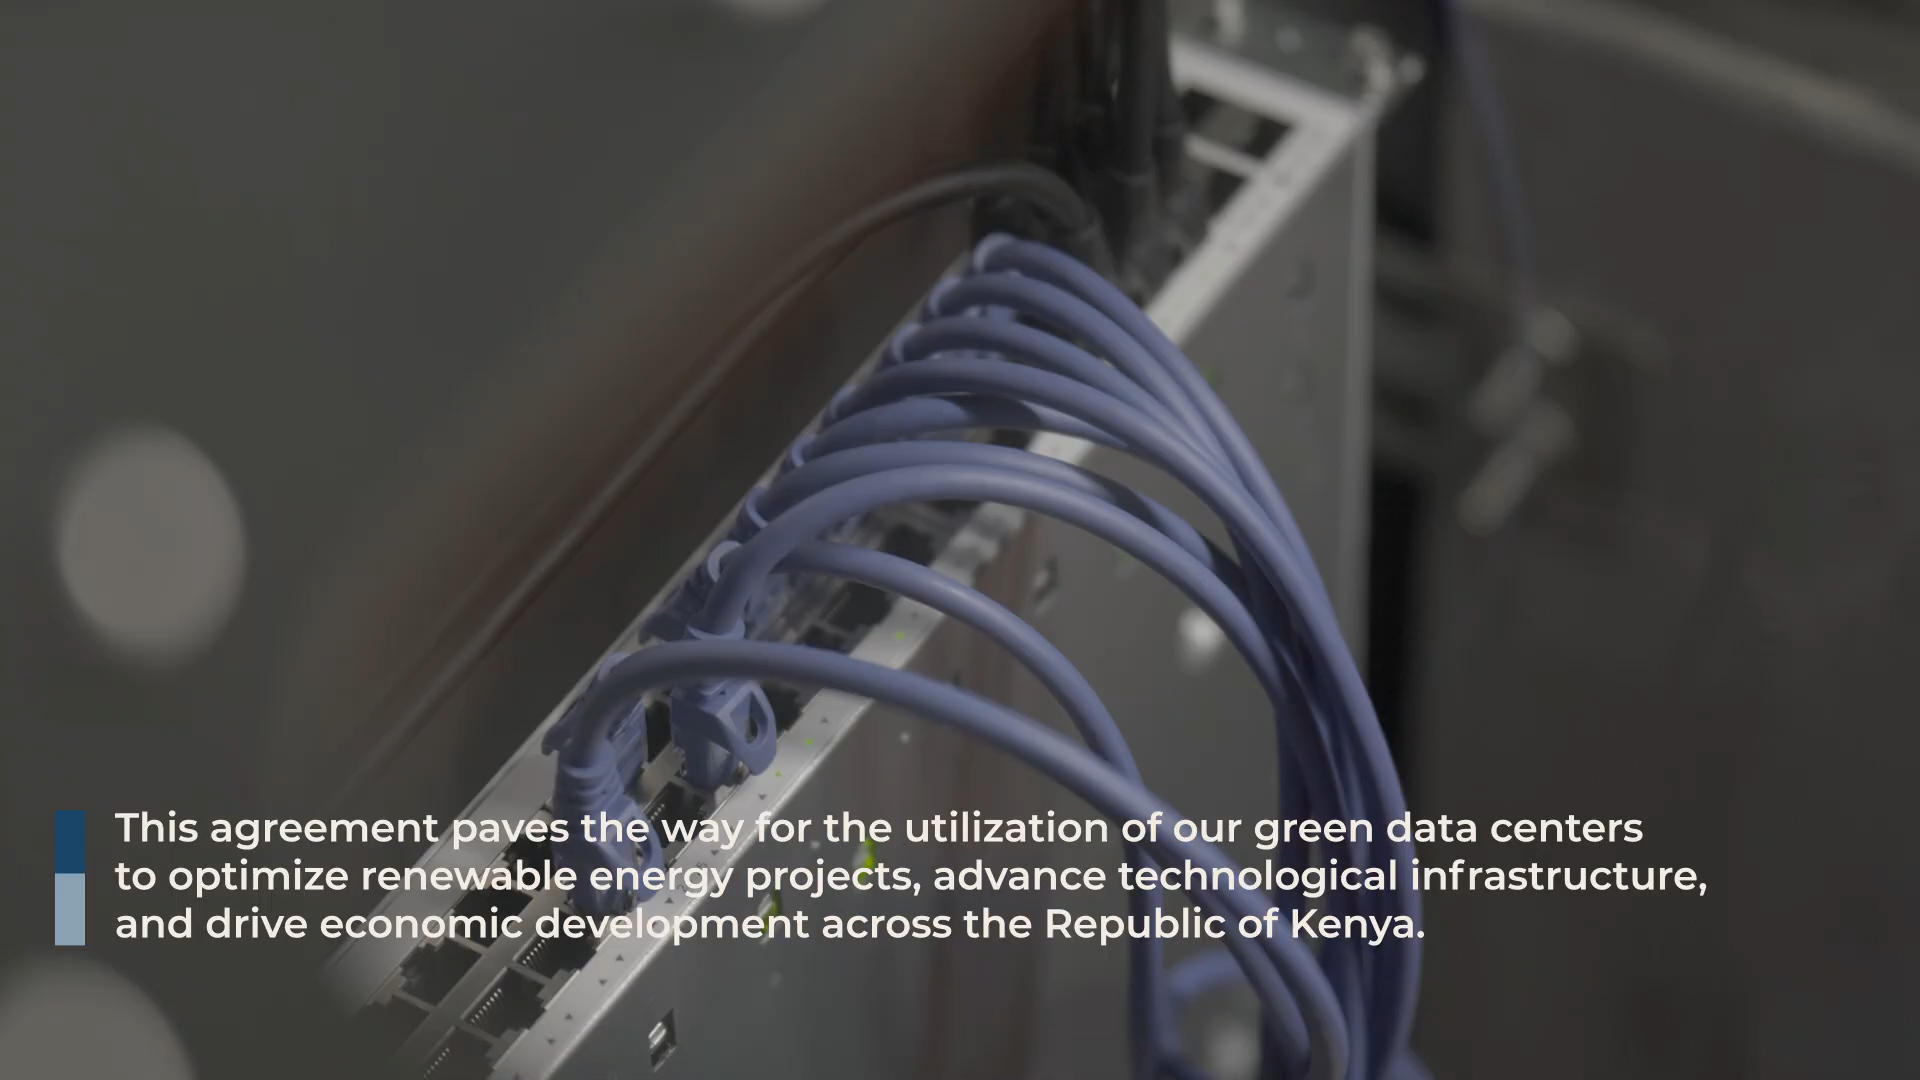 This agreement paves the way for the utilization of our green data centers
to optimize renewable energy projects, advance technological infrastructure,
and drive economic development across the Republic of Kenya.